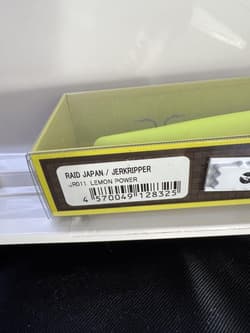 RAID JAPAN / JERKRIPPER
JR011 LEMON POWER
4 570049 128325